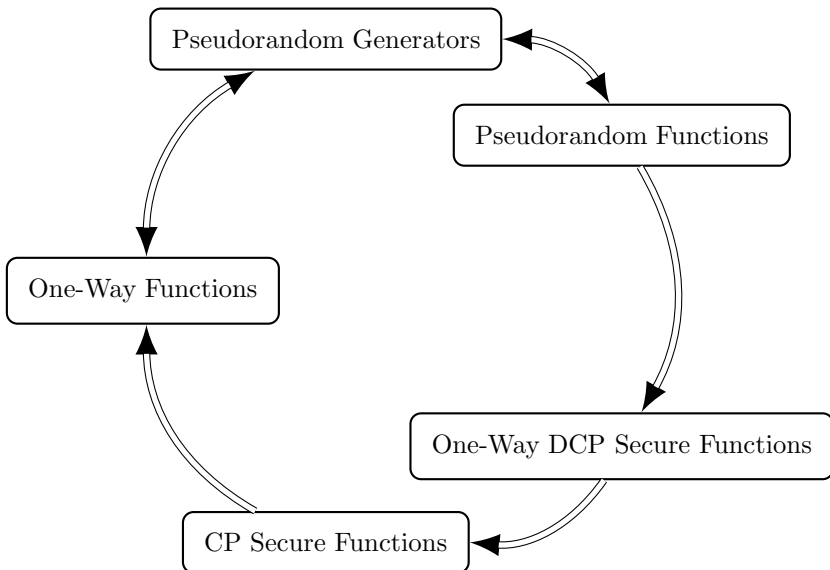 Pseudorandom Generators
Pseudorandom Functions
One-Way Functions
One-Way DCP Secure Functions
CP Secure Functions